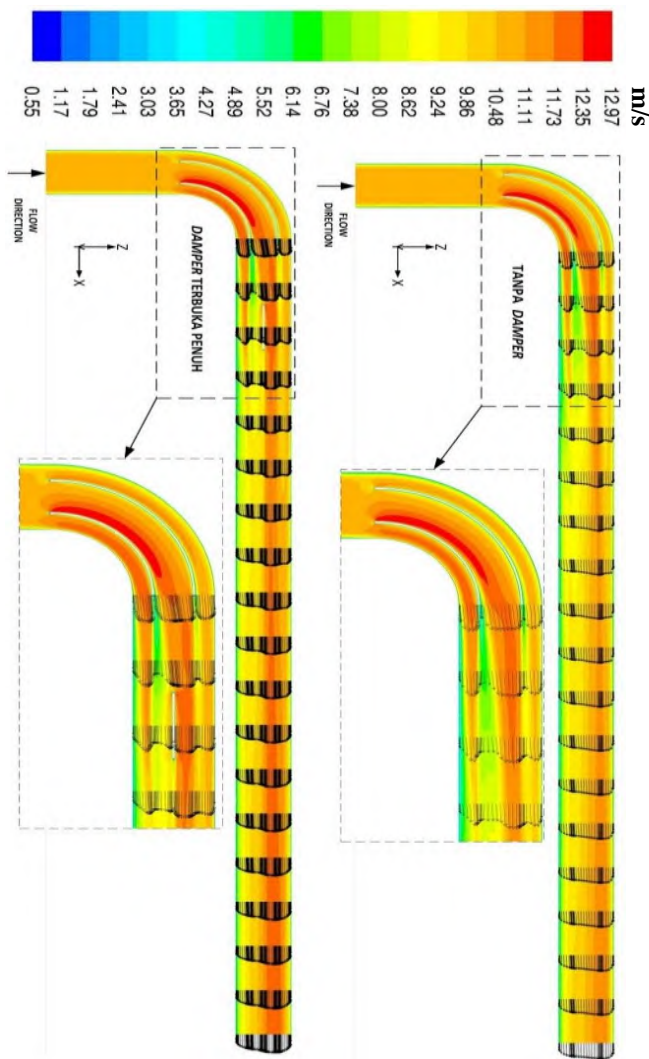 m/s
12.97
12.35
11.73
11.11
10.48
9.86
9.24
8.62
8.00
7.38
6.76
6.14
5.52
4.89
4.27
3.65
3.03
2.41
1.79
1.17
0.55
TANPA DAMPER
FLOW
DIRECTION
DAMPER TERBUKA PENUH
Z
X
FLOW
DIRECTION